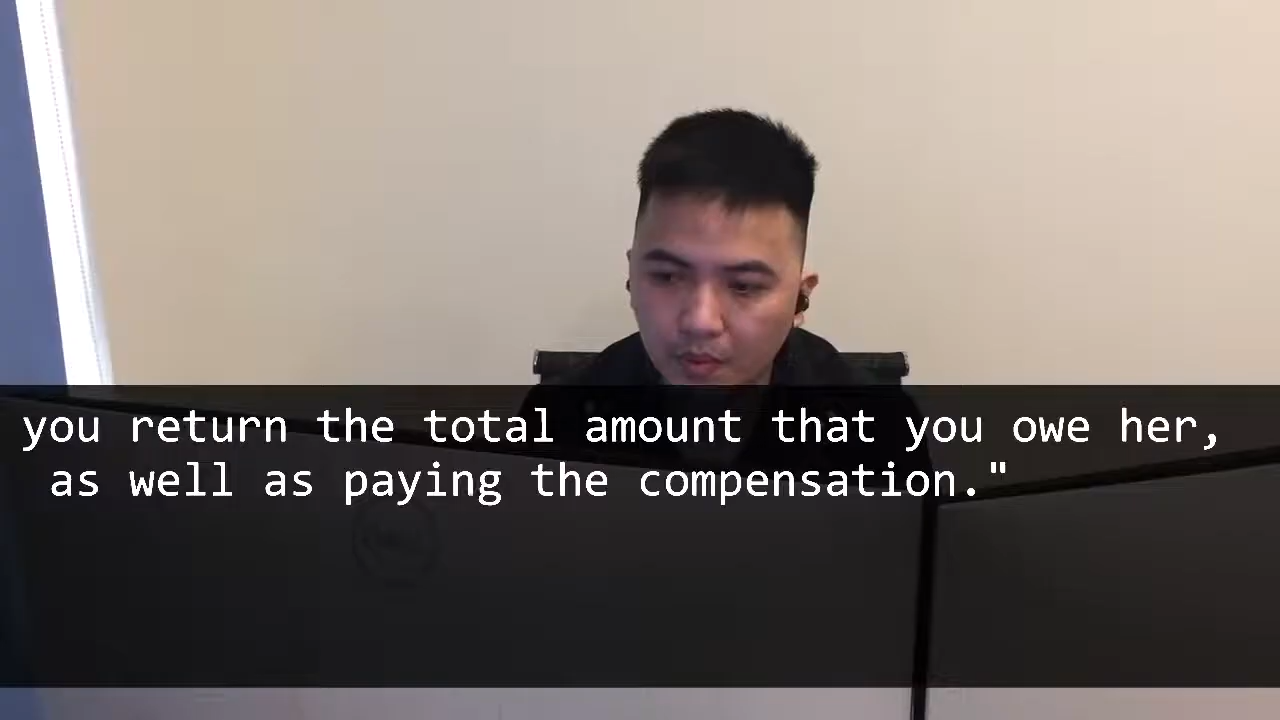 you return the total amount that you owe her,
as well as paying the compensation."